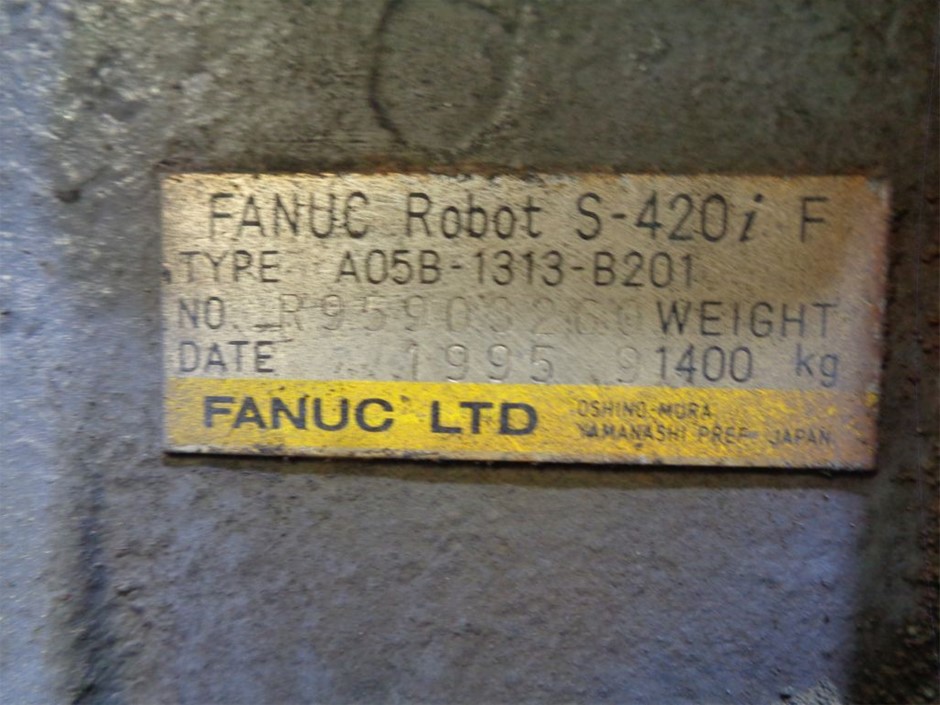 FANUC Robot S-420i F
TYPE A05B-1313-B201
NO. WEIGHT
DATE 1995.9 1400 kg
FANUC LTD
OSHINO-MURA,
YAMANASHI PREF. JAPAN